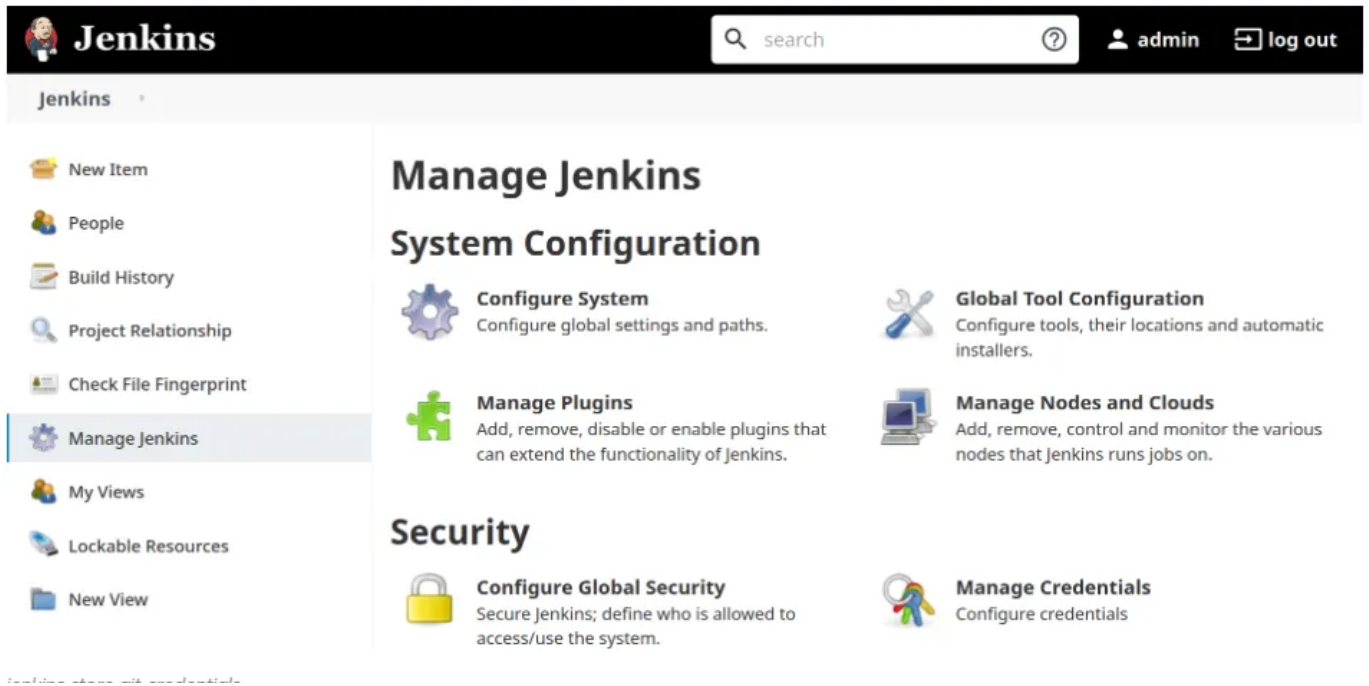 Jenkins
search
admin
log out
Jenkins
New Item
People
Build History
Project Relationship
Check File Fingerprint
Manage Jenkins
My Views
Lockable Resources
New View
Manage Jenkins
System Configuration
Configure System
Configure global settings and paths.
Global Tool Configuration
Configure tools, their locations and automatic
installers.
Manage Plugins
Add, remove, disable or enable plugins that
can extend the functionality of Jenkins.
Manage Nodes and Clouds
Add, remove, control and monitor the various
nodes that Jenkins runs jobs on.
Security
Configure Global Security
Secure Jenkins; define who is allowed to
access/use the system.
Manage Credentials
Configure credentials
jenkins store git credentials